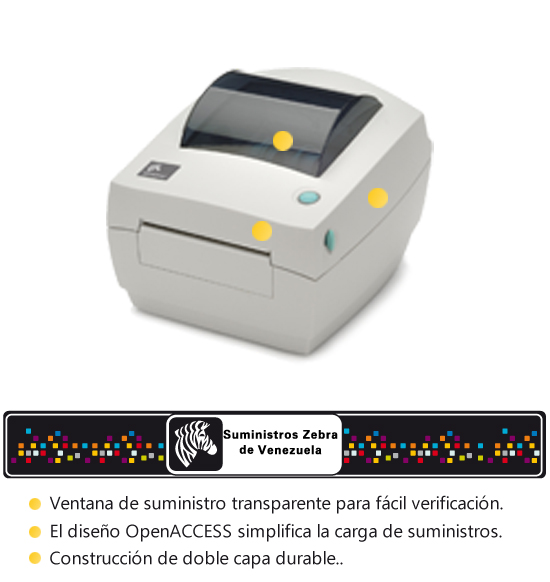 Suministros Zebra
de Venezuela
Ventana de suministro transparente para fácil verificación.
El diseño OpenACCESS simplifica la carga de suministros.
Construcción de doble capa durable..